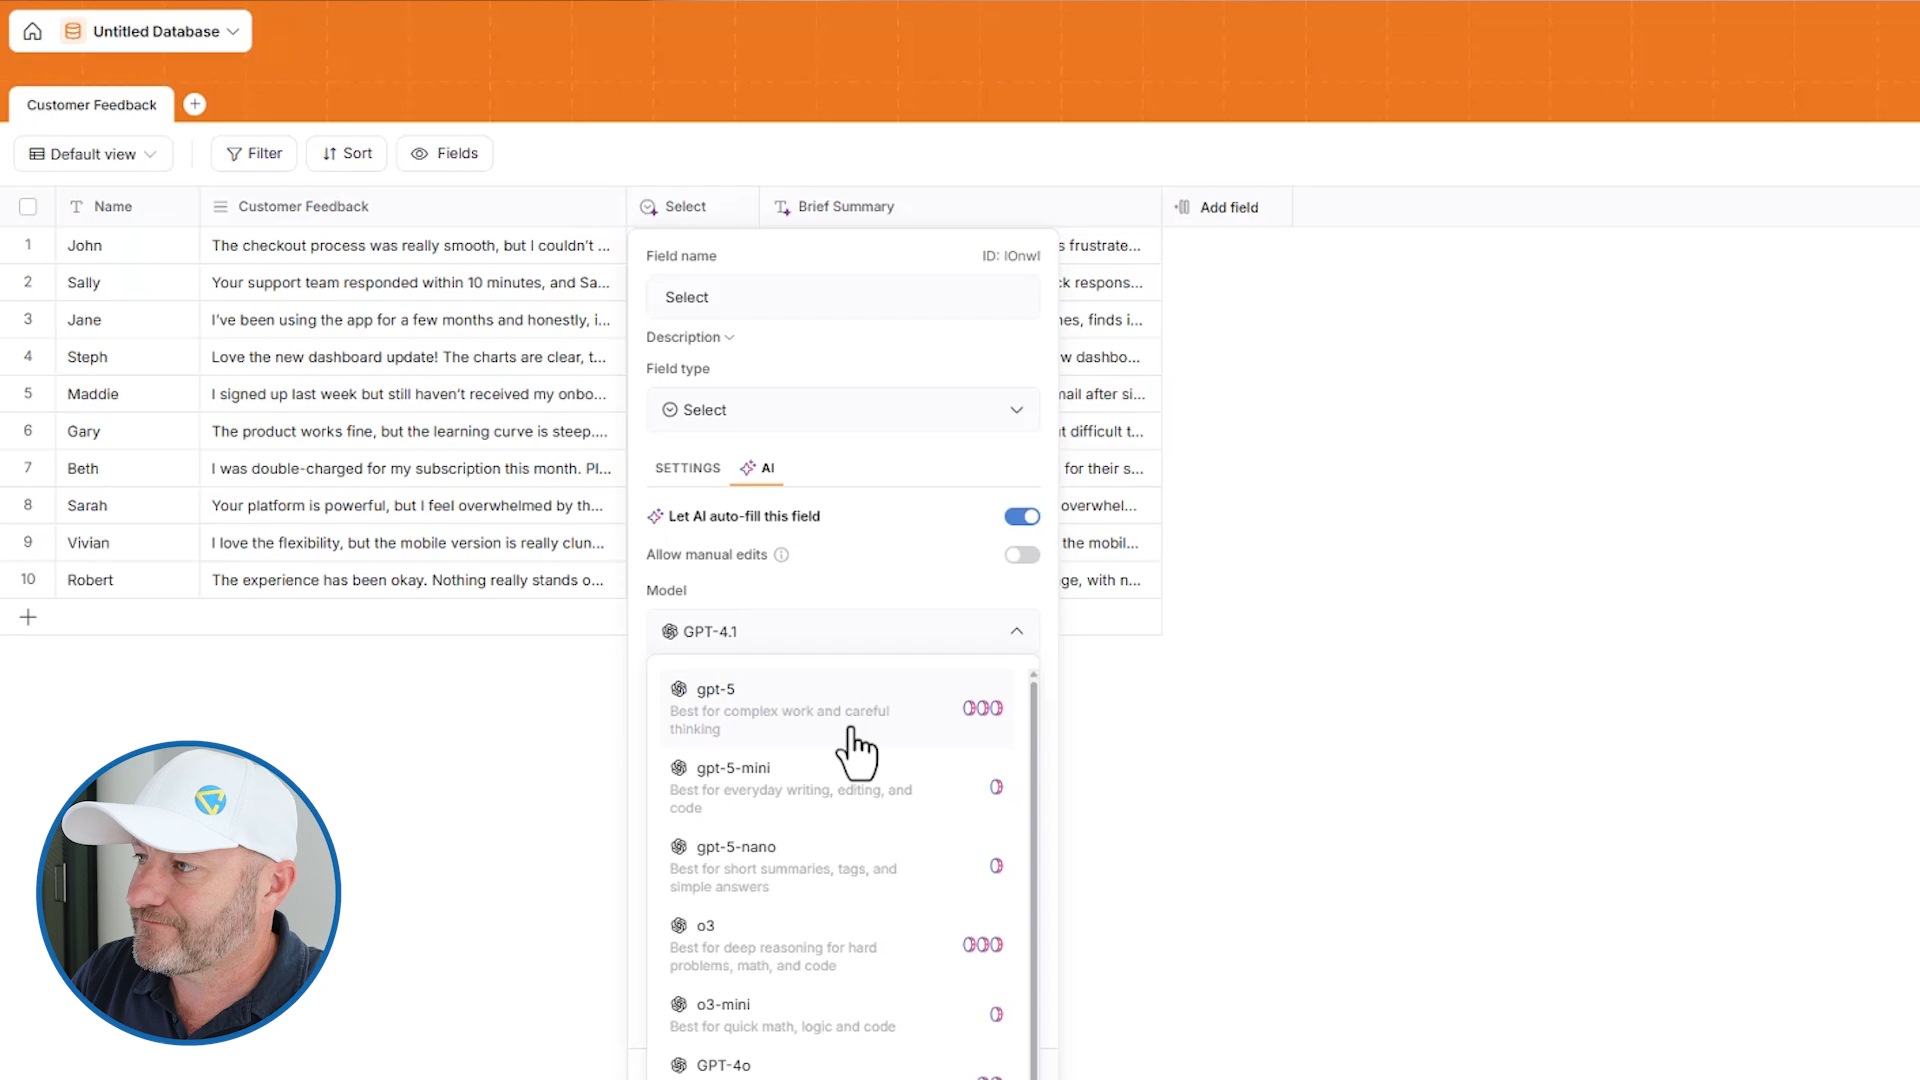 Untitled Database
Customer Feedback
Default view
Filter
Sort
Fields
Name
Customer Feedback
Select
Brief Summary
Add field
1 John The checkout process was really smooth, but I couldn't ... s frustrate...
2 Sally Your support team responded within 10 minutes, and Sa... ck respons...
3 Jane I've been using the app for a few months and honestly, i... nes, finds i...
4 Steph Love the new dashboard update! The charts are clear, t... w dashbo...
5 Maddie I signed up last week but still haven't received my onbo... nail after si...
6 Gary The product works fine, but the learning curve is steep.... t difficult t...
7 Beth I was double-charged for my subscription this month. Pl... for their s...
8 Sarah Your platform is powerful, but I feel overwhelmed by th... overwhel...
9 Vivian I love the flexibility, but the mobile version is really clun... the mobil...
10 Robert The experience has been okay. Nothing really stands o... ge, with n...
Field name
ID: IOnwI
Select
Description
Field type
Select
SETTINGS
AI
Let AI auto-fill this field
Allow manual edits
Model
GPT-4.1
gpt-5
Best for complex work and careful
thinking
gpt-5-mini
Best for everyday writing, editing, and
code
gpt-5-nano
Best for short summaries, tags, and
simple answers
o3
Best for deep reasoning for hard
problems, math, and code
o3-mini
Best for quick math, logic and code
GPT-4o